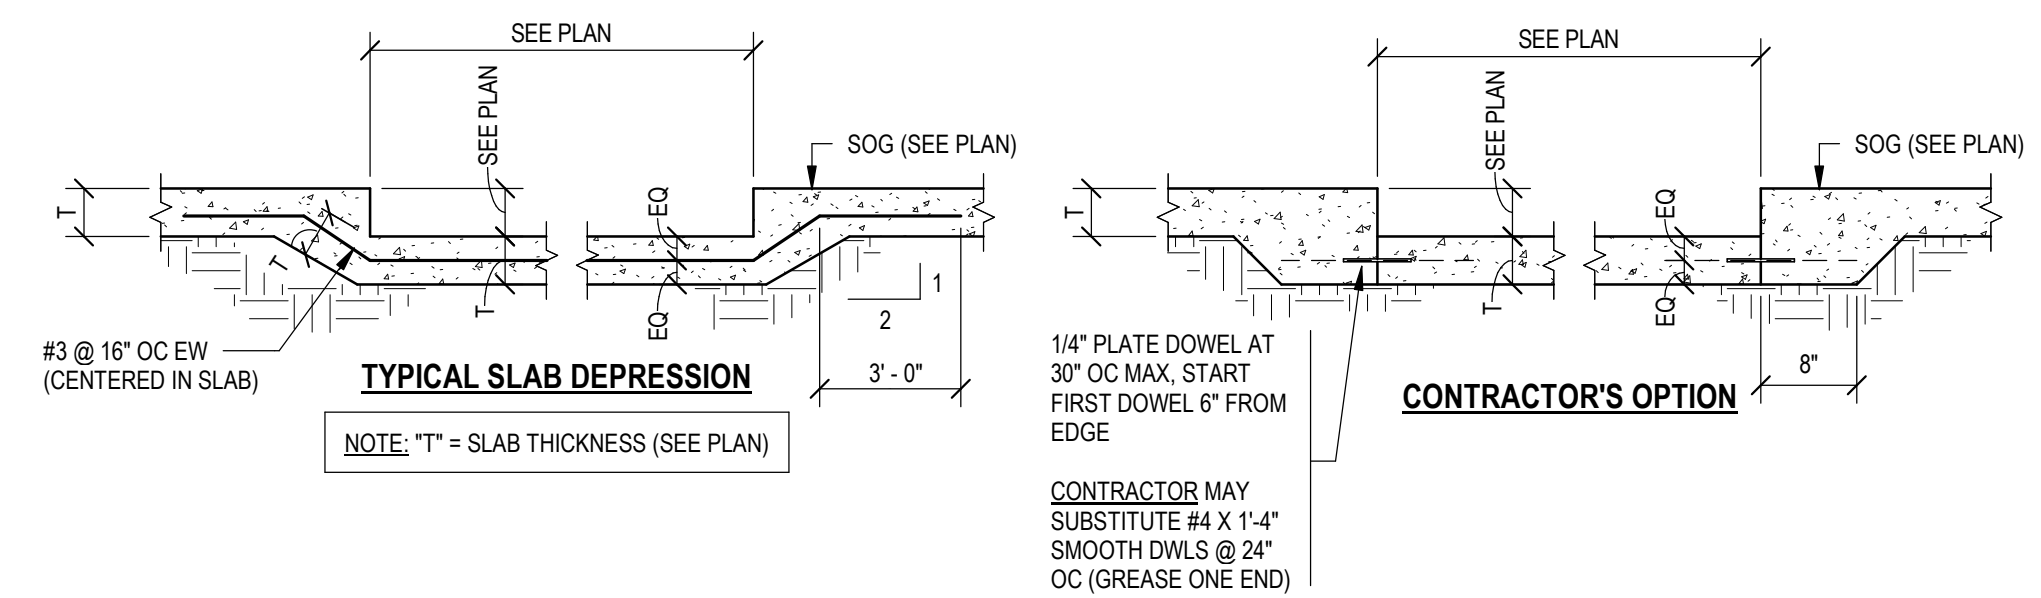 SEE PLAN
SEE PLAN
SOG (SEE PLAN)
T
EQ
T
T
EQ
1
2
3' - 0"
#3 @ 16" OC EW
(CENTERED IN SLAB)
TYPICAL SLAB DEPRESSION
NOTE: "T" = SLAB THICKNESS (SEE PLAN)
SEE PLAN
SEE PLAN
SOG (SEE PLAN)
T
EQ
T
EQ
8"
1/4" PLATE DOWEL AT
30" OC MAX, START
FIRST DOWEL 6" FROM
EDGE
CONTRACTOR MAY
SUBSTITUTE #4 X 1'-4"
SMOOTH DWLS @ 24"
OC (GREASE ONE END)
CONTRACTOR'S OPTION